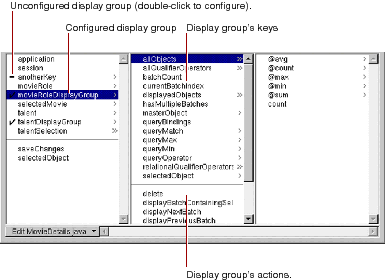 Unconfigured display group (double-click to configure).
Configured display group
Display group's keys
application
session
anotherKey
movieRole
movieRoleDisplayGroup
selectedMovie
talent
talentDisplayGroup
talentSelection
saveChanges
selectedObject
allObjects
allQualifierOperators
batchCount
currentBatchIndex
displayedObjects
hasMultipleBatches
masterObject
queryBindings
queryMatch
queryMax
queryMin
queryOperator
relationalQualifierOperators
selectedObject
delete
displayBatchContainingSel
displayNextBatch
displayPreviousBatch
@avg
@count
@max
@min
@sum
count
Edit MovieDetails.java
Display group's actions.